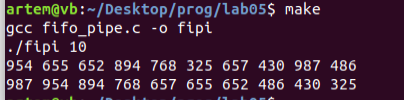 artem@vb:~/Desktop/prog/lab05$ make
gcc fifo_pipe.c -o fipi
./fipi 10
954 655 652 894 768 325 657 430 987 486
987 954 894 768 657 655 652 486 430 325